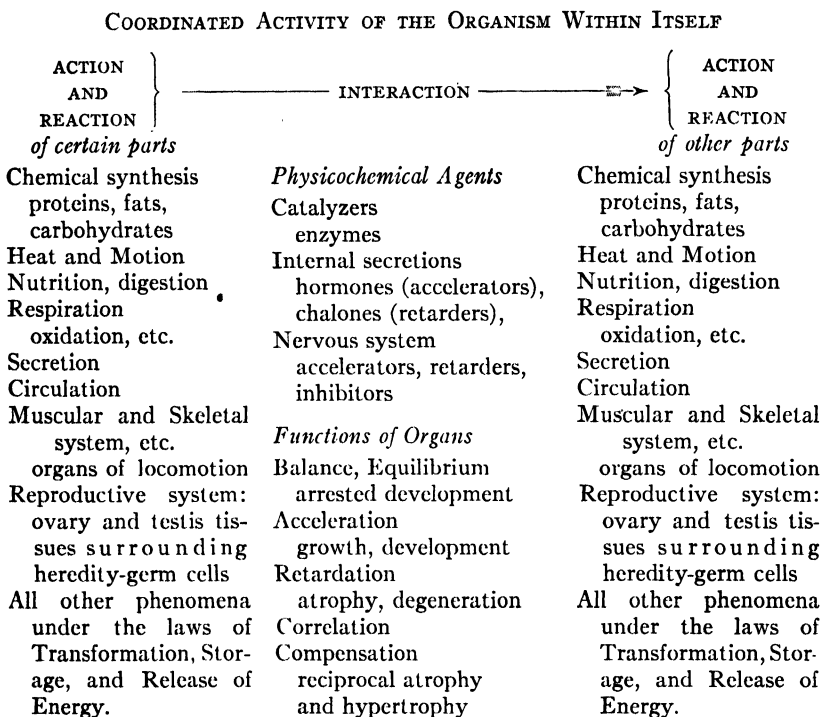 COORDINATED ACTIVITY OF THE ORGANISM WITHIN ITSELF
ACTION
AND
REACTION
of certain parts
Chemical synthesis
proteins, fats,
carbohydrates
Heat and Motion
Nutrition, digestion
Respiration
oxidation, etc.
Secretion
Circulation
Muscular and Skeletal
system, etc.
organs of locomotion
Reproductive system:
ovary and testis tis-
sues surrounding
heredity-germ cells
All other phenomena
under the laws of
Transformation, Stor-
age, and Release of
Energy.
INTERACTION
Physicochemical Agents
Catalyzers
enzymes
Internal secretions
hormones (accelerators),
chalones (retarders),
Nervous system
accelerators, retarders,
inhibitors
Functions of Organs
Balance, Equilibrium
arrested development
Acceleration
growth, development
Retardation
atrophy, degeneration
Correlation
Compensation
reciprocal atrophy
and hypertrophy
ACTION
AND
REACTION
of other parts
Chemical synthesis
proteins, fats,
carbohydrates
Heat and Motion
Nutrition, digestion
Respiration
oxidation, etc.
Secretion
Circulation
Muscular and Skeletal
system, etc.
organs of locomotion
Reproductive system:
ovary and testis tis-
sues surrounding
heredity-germ cells
All other phenomena
under the laws of
Transformation, Stor-
age, and Release of
Energy.